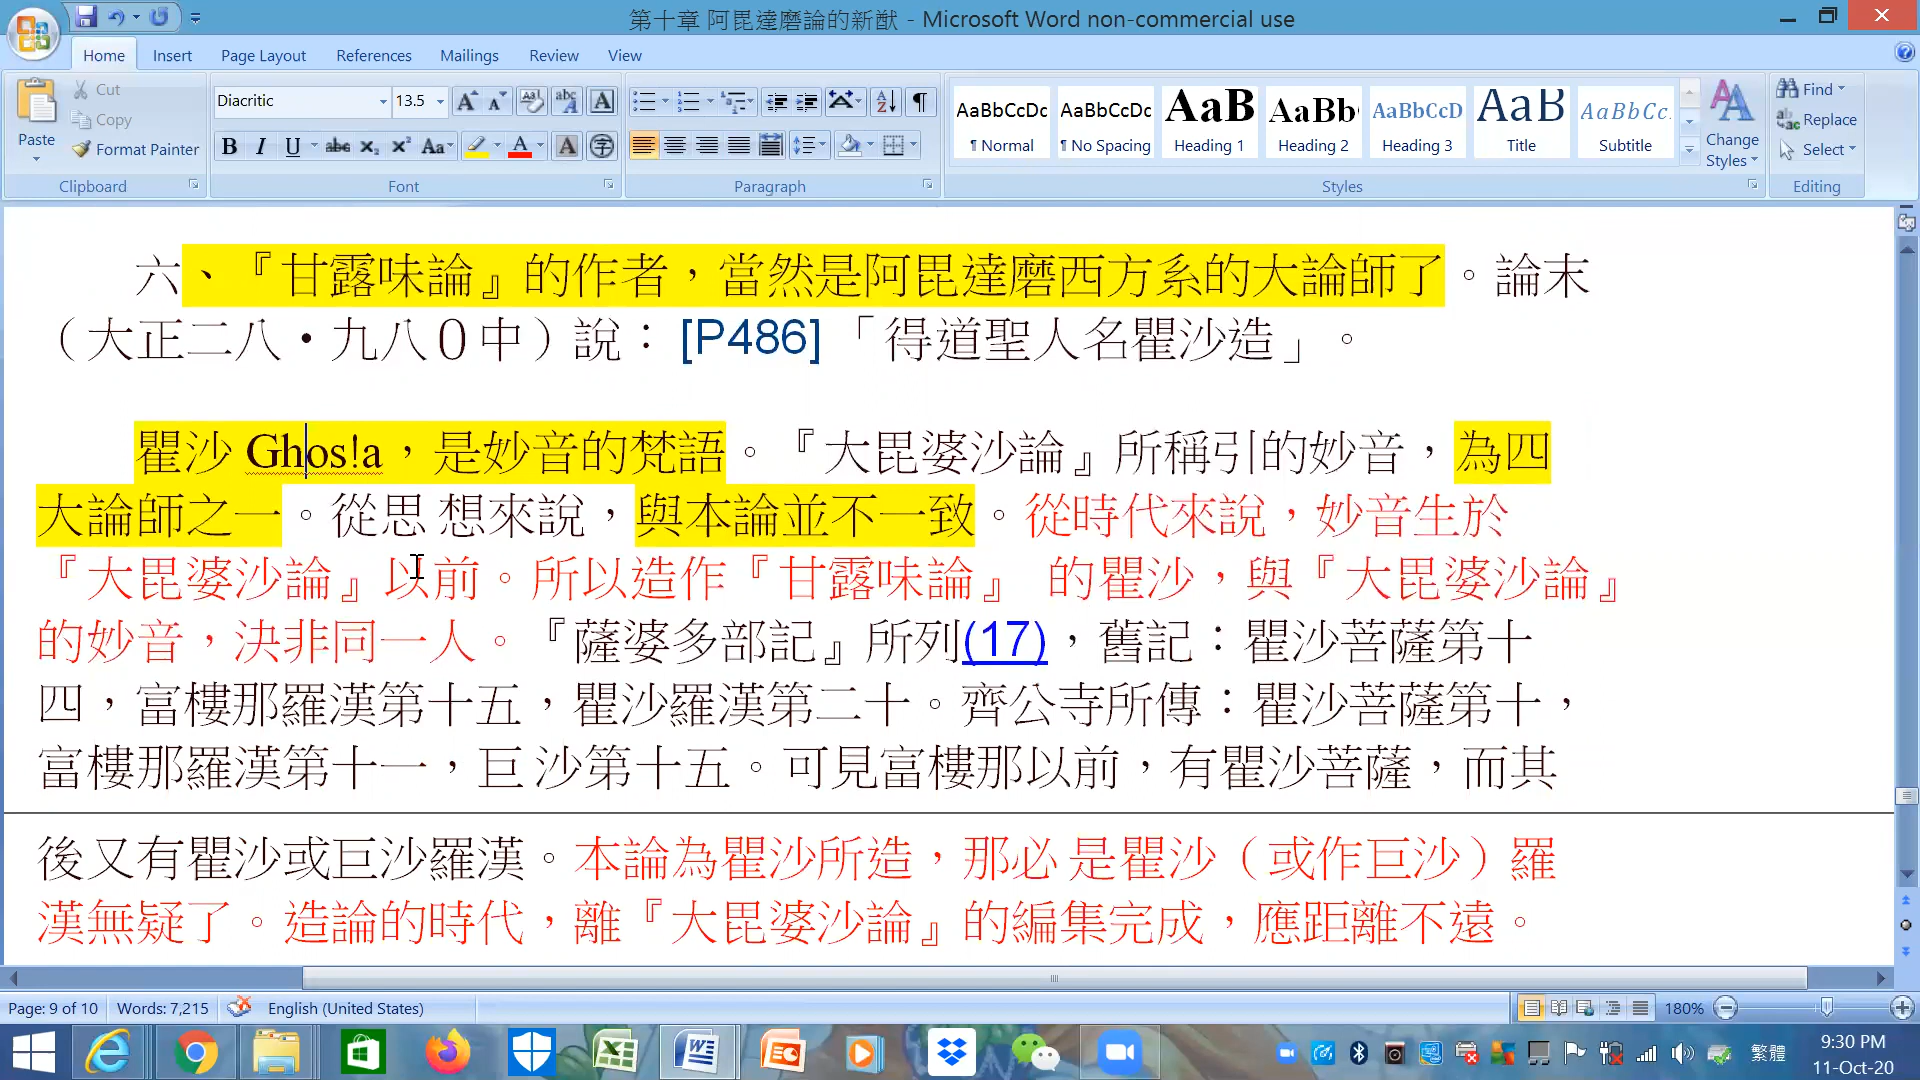 第十章 阿毘達磨論的新猷 - Microsoft Word non-commercial use
Home Insert Page Layout References Mailings Review View
Paste
Cut
Copy
Format Painter
Clipboard
Diacritic 13.5
Font
Paragraph
AaBbCcDc AaBbCcDc AaB AaBb AaBbCcD AaB AaBbCc.
¶ Normal ¶ No Spacing Heading 1 Heading 2 Heading 3 Title Subtitle
Change Styles
Styles
Find
Replace
Select
Editing
六、『甘露味論』的作者，當然是阿毘達磨西方系的大論師了。論末
（大正二八・九八０中）說： [P486] 「得道聖人名瞿沙造」。
瞿沙 Ghos!a，是妙音的梵語。『大毘婆沙論』所稱引的妙音，為四
大論師之一。從思 想來說，與本論並不一致。從時代來說，妙音生於
『大毘婆沙論』以前。所以造作『甘露味論』 的瞿沙，與『大毘婆沙論』
的妙音，決非同一人。『薩婆多部記』所列(17)，舊記：瞿沙菩薩第十
四，富樓那羅漢第十五，瞿沙羅漢第二十。齊公寺所傳：瞿沙菩薩第十，
富樓那羅漢第十一，巨 沙第十五。可見富樓那以前，有瞿沙菩薩，而其
後又有瞿沙或巨沙羅漢。本論為瞿沙所造，那必 是瞿沙（或作巨沙）羅
漢無疑了。造論的時代，離『大毘婆沙論』的編集完成，應距離不遠。
Page: 9 of 10 Words: 7,215 English (United States) 180%
繁體
9:30 PM
11-Oct-20